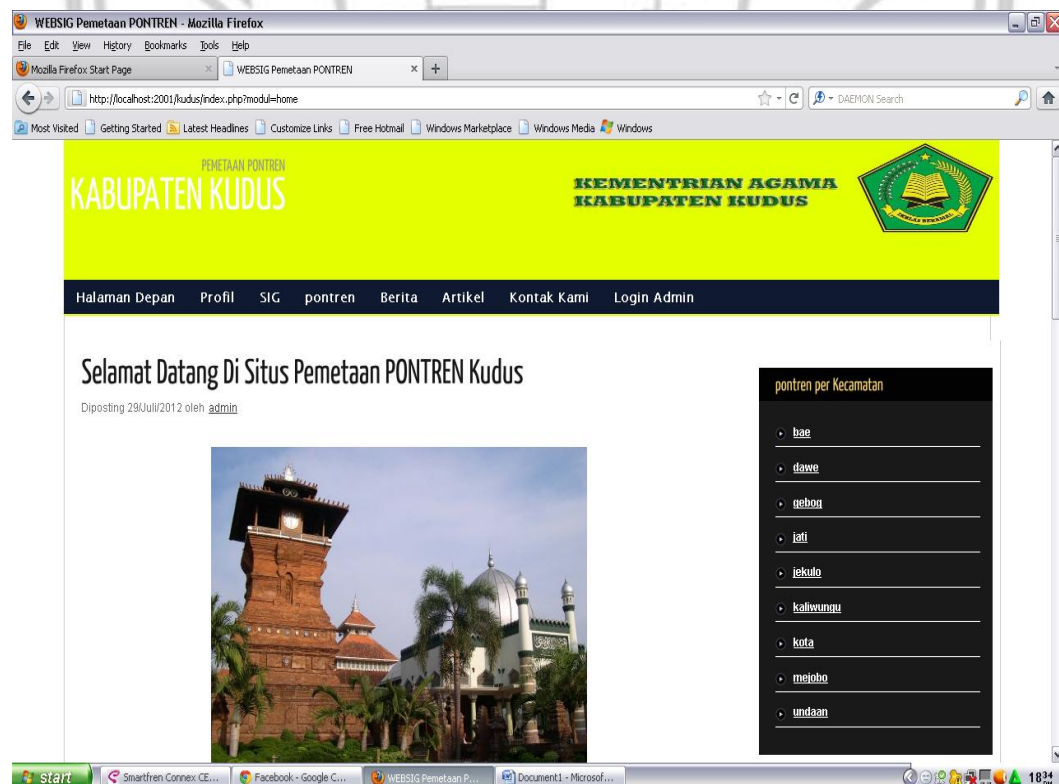 WEBSIG Pemetaan PONTREN - Mozilla Firefox
File Edit View History Bookmarks Tools Help
Mozilla Firefox Start Page
WEBSIG Pemetaan PONTREN
http://localhost:2001/kudus/index.php?modul=home
DAEMON Search
Most Visited Getting Started Latest Headlines Customize Links Free Hotmail Windows Marketplace Windows Media Windows
PEMETAAN PONTREN
KABUPATEN KUDUS
KEMENTRIAN AGAMA
KABUPATEN KUDUS
IKHLAS BERAMAL
Halaman Depan Profil SIG pontren Berita Artikel Kontak Kami Login Admin
Selamat Datang Di Situs Pemetaan PONTREN Kudus
Diposting 29/Juli/2012 oleh admin
pontren per Kecamatan
bae
dawe
gebog
jati
jekulo
kaliwungu
kota
mejobo
undaan
start
Smartfren Connex CE...
Facebook - Google C...
WEBSIG Pemetaan P...
Document1 - Microsof...